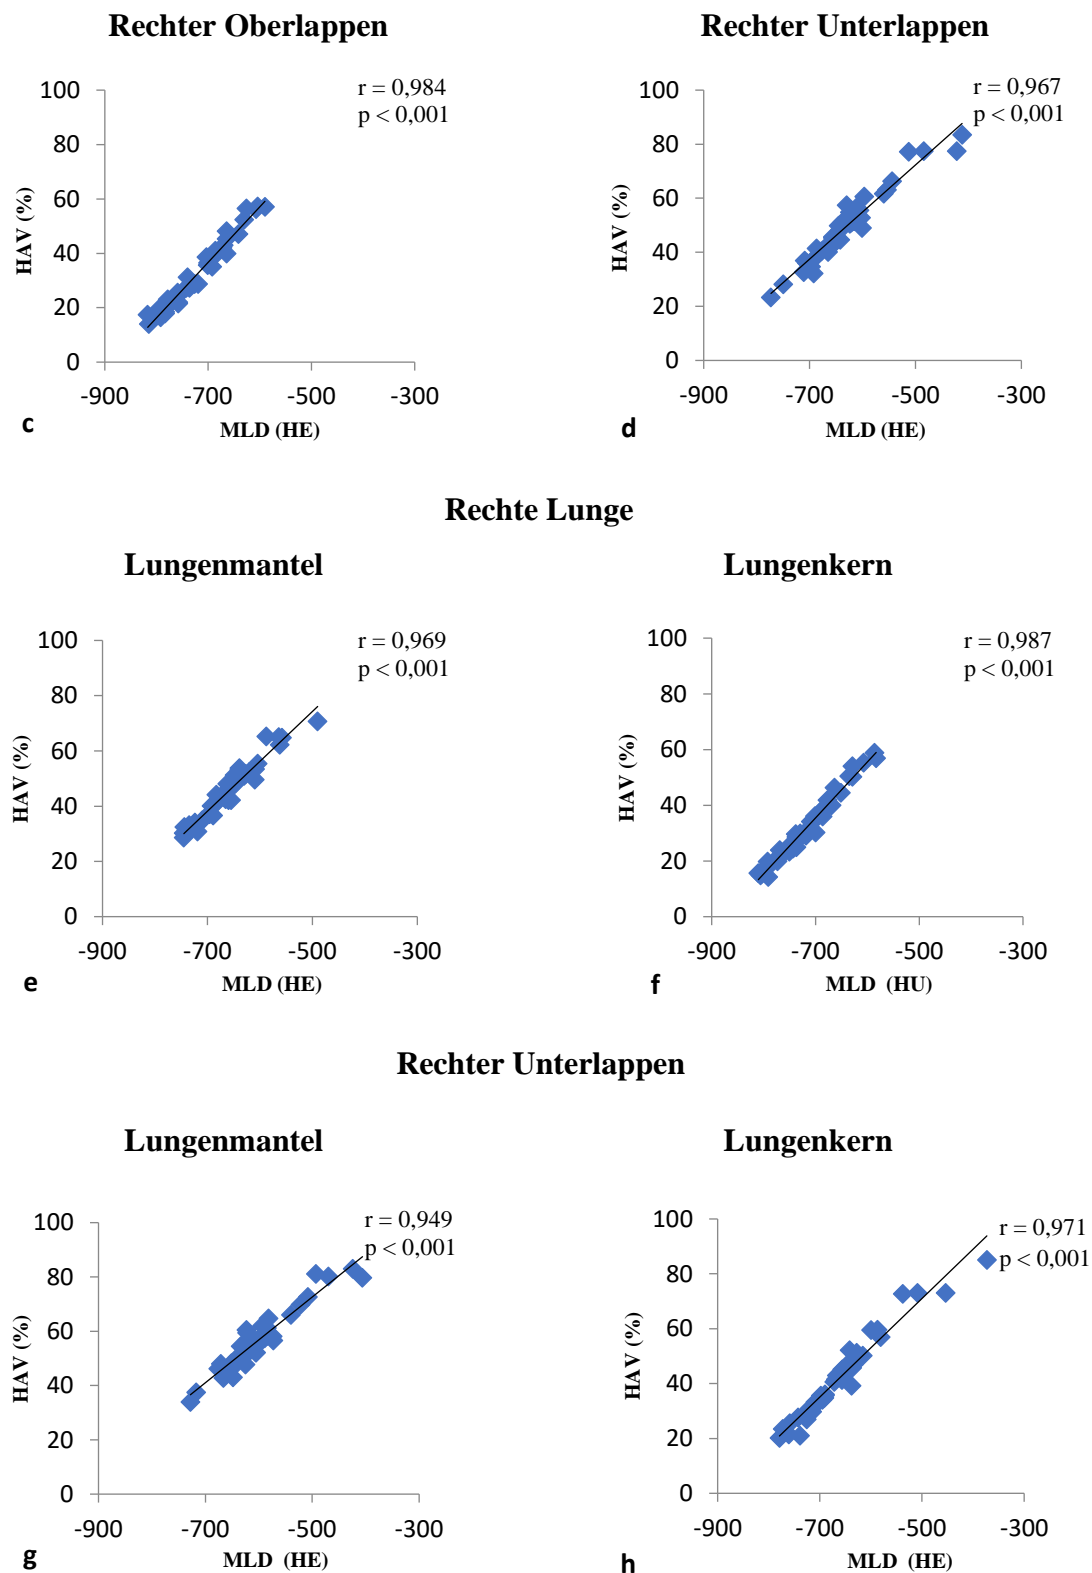 Rechter Oberlappen
r = 0,984
p < 0,001
100
80
60
40
20
0
HAV (%)
-900 -700 -500 -300
MLD (HE)
c
Rechter Unterlappen
r = 0,967
p < 0,001
100
80
60
40
20
0
HAV (%)
-900 -700 -500 -300
MLD (HE)
d
Rechte Lunge
Lungenmantel
r = 0,969
p < 0,001
100
80
60
40
20
0
HAV (%)
-900 -700 -500 -300
MLD (HE)
e
Lungenkern
r = 0,987
p < 0,001
100
80
60
40
20
0
HAV (%)
-900 -700 -500 -300
MLD (HU)
f
Rechter Unterlappen
Lungenmantel
r = 0,949
p < 0,001
100
80
60
40
20
0
HAV (%)
-900 -700 -500 -300
MLD (HE)
g
Lungenkern
r = 0,971
p < 0,001
100
80
60
40
20
0
HAV (%)
-900 -700 -500 -300
MLD (HE)
h